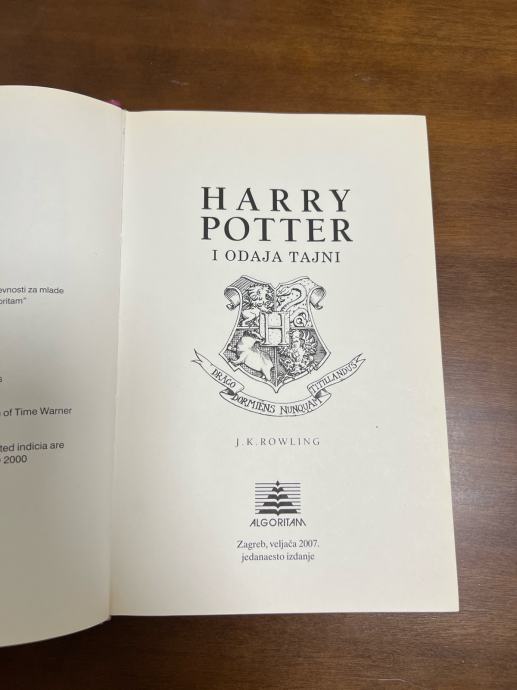 evnosti za mlade
oritam"
s
of Time Warner
ted indicia are
2000
HARRY
POTTER
I ODAJA TAJNI
H
DRACO DORMIENS NUNQUAM TITILLANDUS
J.K.ROWLING
ALGORITAM
Zagreb, veljača 2007.
jedanaesto izdanje